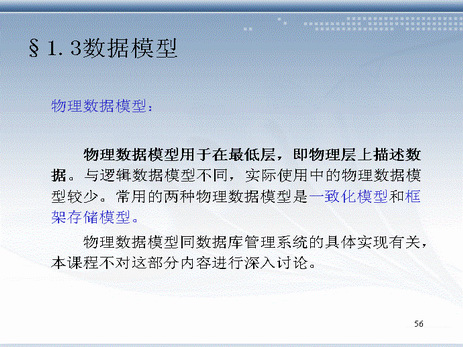 §1.3数据模型
物理数据模型：
物理数据模型用于在最低层，即物理层上描述数
据。与逻辑数据模型不同，实际使用中的物理数据模
型较少。常用的两种物理数据模型是一致化模型和框
架存储模型。
物理数据模型同数据库管理系统的具体实现有关，
本课程不对这部分内容进行深入讨论。
56